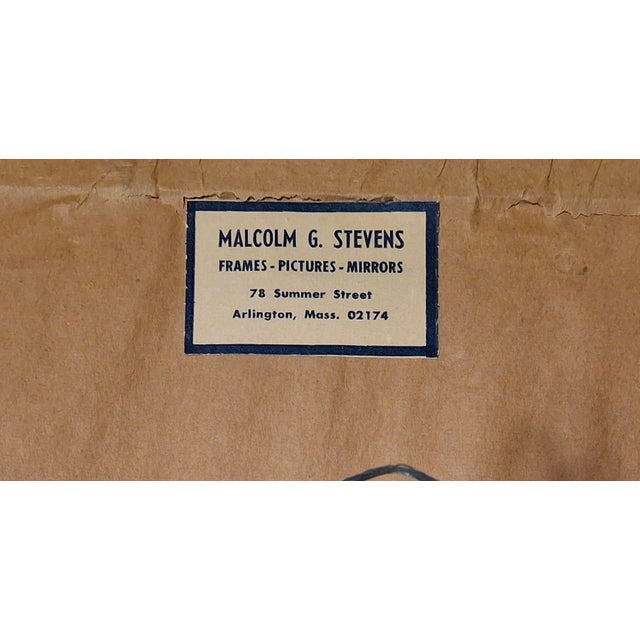 MALCOLM G. STEVENS
FRAMES - PICTURES - MIRRORS
78 Summer Street
Arlington, Mass. 02174